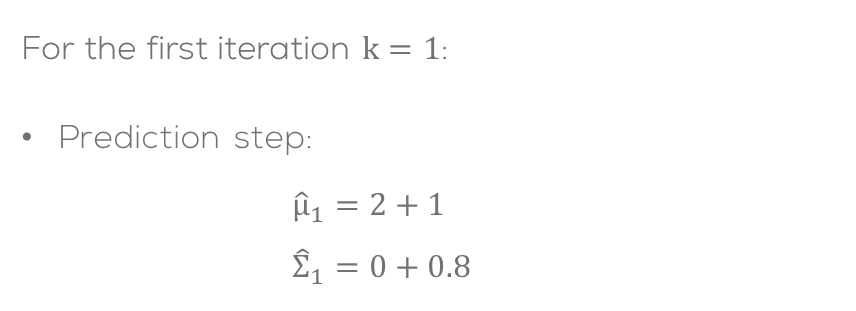 For the first iteration k = 1:
• Prediction step:
μ̂₁ = 2 + 1
Σ̂₁ = 0 + 0.8